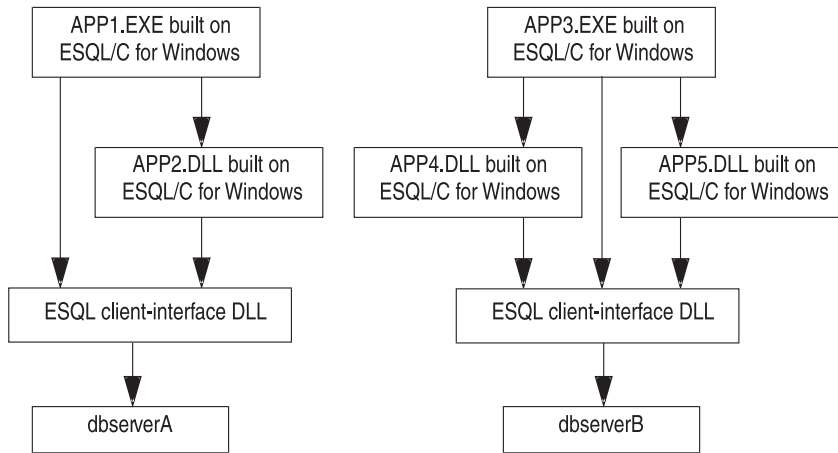 APP1.EXE built on
ESQL/C for Windows
APP3.EXE built on
ESQL/C for Windows
APP2.DLL built on
ESQL/C for Windows
APP4.DLL built on
ESQL/C for Windows
APP5.DLL built on
ESQL/C for Windows
ESQL client-interface DLL
ESQL client-interface DLL
dbserverA
dbserverB